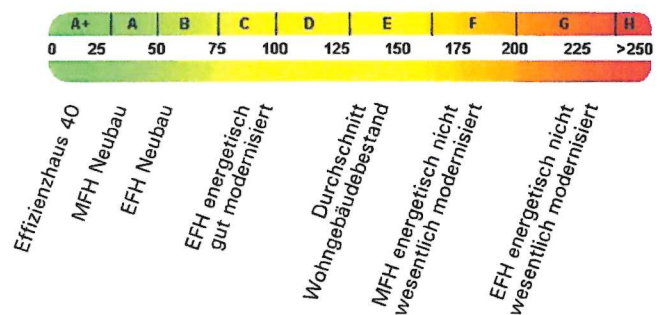 A+ A B C D E F G H
0 25 50 75 100 125 150 175 200 225 >250
Effizienzhaus 40
MFH Neubau
EFH Neubau
EFH energetisch
gut modernisiert
Durchschnitt
Wohngebäudebestand
MFH energetisch nicht
wesentlich modernisiert
EFH energetisch nicht
wesentlich modernisiert